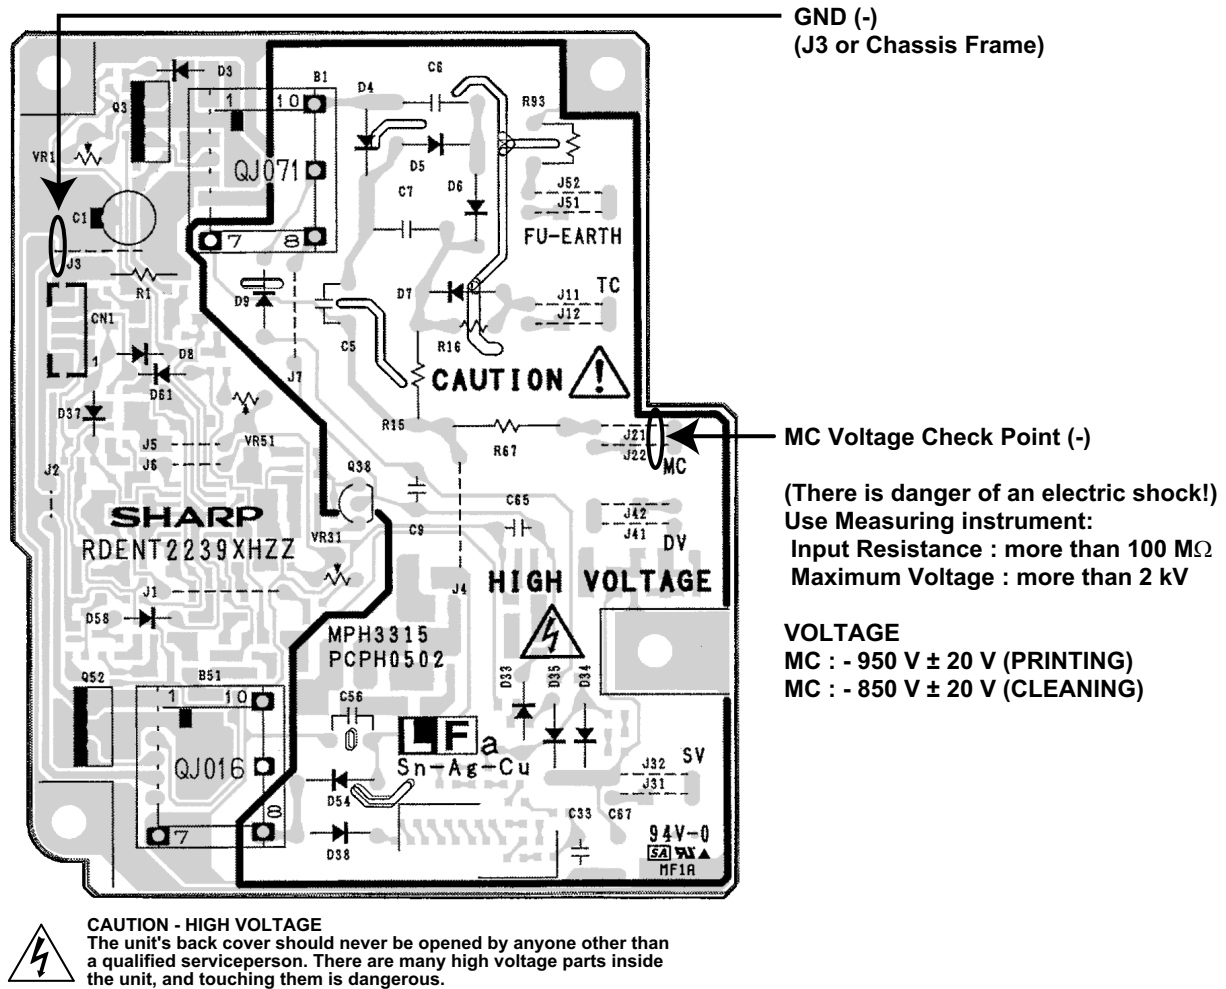 GND (-)
(J3 or Chassis Frame)
D3
B1
C6
D4
Q3
1 10
R93
VR1
QJ071
D5
J52
J51
C7
D6
C1
7 8
FU-EARTH
J3
R1
TC
D9
D7
J11
J12
CN1
C5
R16
1
D8
J7
CAUTION
D61
D37
R15
VR51
R67
J21
J22
MC
MC Voltage Check Point (-)
J5
J6
J2
Q38
C65
(There is danger of an electric shock!)
Use Measuring instrument:
Input Resistance : more than 100 MΩ
Maximum Voltage : more than 2 kV
SHARP
RDENT2239XHZZ
VR31
C9
J42
J41
DV
HIGH VOLTAGE
J1
J4
D58
MPH3315
PCPH0502
VOLTAGE
MC : - 950 V ± 20 V (PRINTING)
MC : - 850 V ± 20 V (CLEANING)
Q52
B51
D33
D35
D34
1 10
C56
LFa
Sn-Ag-Cu
SV
QJ016
J32
J31
D54
8
7
D38
C33
C67
94V-0
SA
MF1A
CAUTION - HIGH VOLTAGE
The unit's back cover should never be opened by anyone other than
a qualified serviceperson. There are many high voltage parts inside
the unit, and touching them is dangerous.